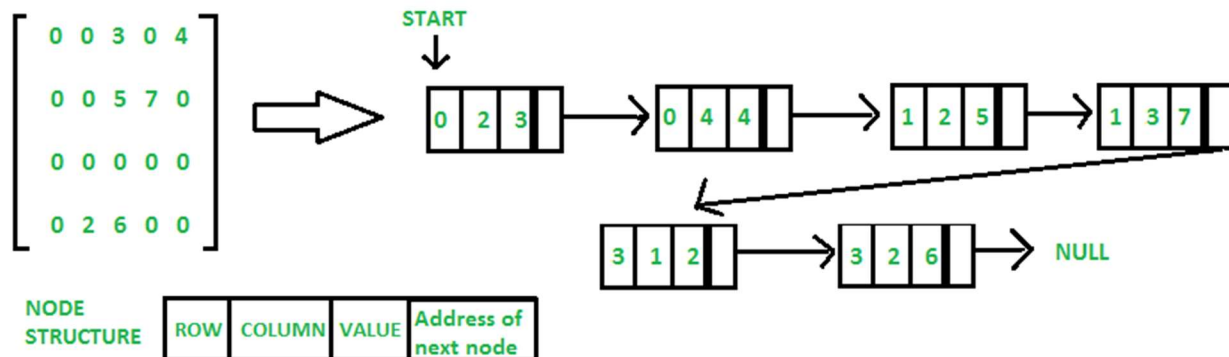 START
0 0 3 0 4
0 0 5 7 0
0 0 0 0 0
0 2 6 0 0
0 2 3
0 4 4
1 2 5
1 3 7
3 1 2
3 2 6
NULL
NODE
STRUCTURE
ROW
COLUMN
VALUE
Address of
next node